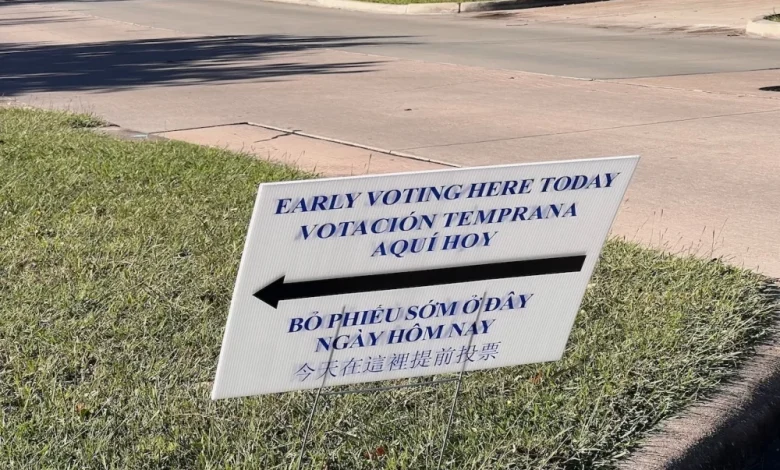 EARLY VOTING HERE TODAY
VOTACIÓN TEMPRANA
AQUÍ HOY
BỎ PHIẾU SỚM Ở ĐÂY
NGÀY HÔM NAY
今天在這裡提前投票